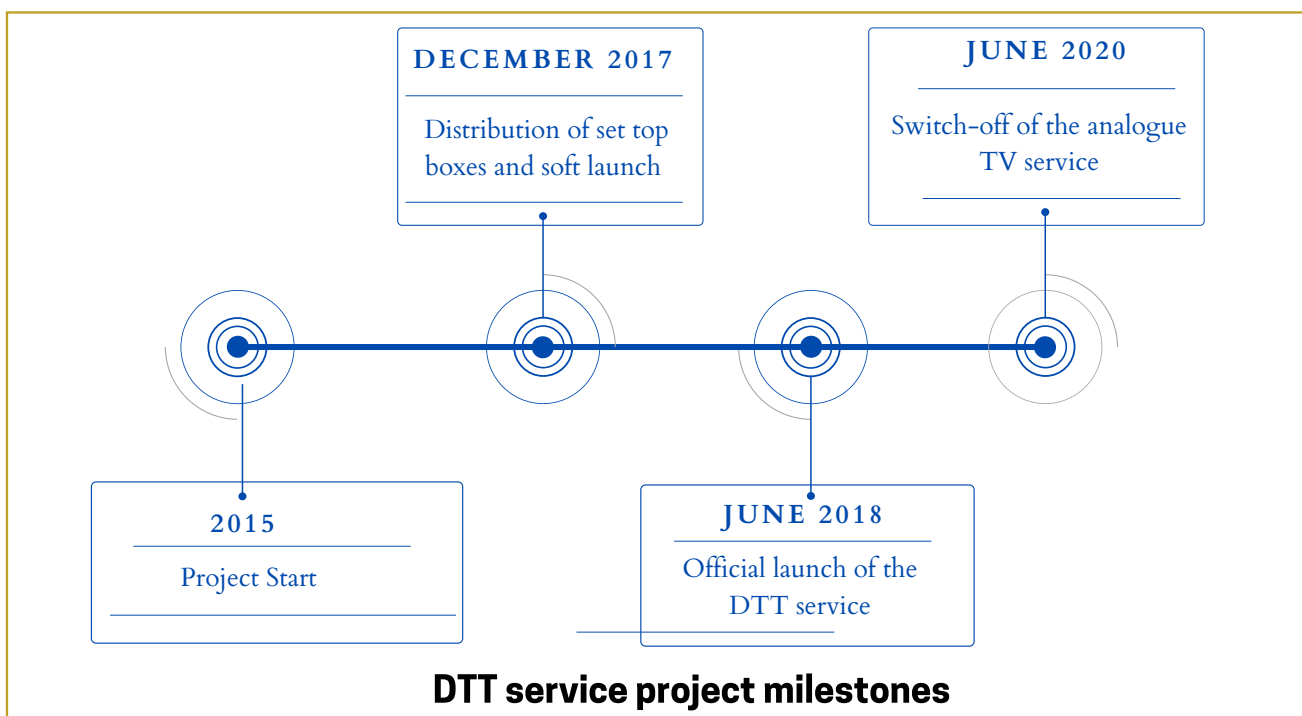 DECEMBER 2017
Distribution of set top
boxes and soft launch
JUNE 2020
Switch-off of the analogue
TV service
2015
Project Start
JUNE 2018
Official launch of the
DTT service
DTT service project milestones